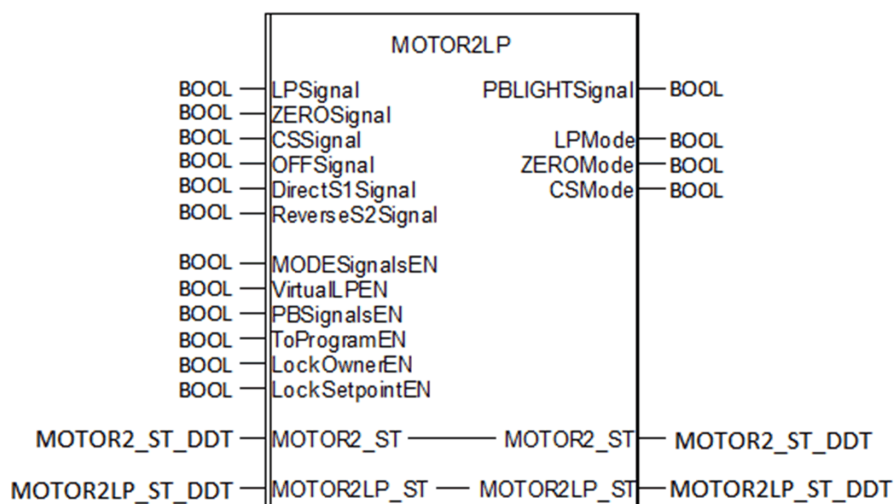 MOTOR2LP
BOOL LPSignal PBLIGHTSignal BOOL
BOOL ZEROSignal
BOOL CSSignal LPMode BOOL
BOOL OFFSignal ZEROMode BOOL
BOOL DirectS1Signal CSMode BOOL
BOOL ReverseS2Signal
BOOL MODESignalsEN
BOOL VirtualLPEN
BOOL PBSignalsEN
BOOL ToProgramEN
BOOL LockOwnerEN
BOOL LockSetpointEN
MOTOR2_ST_DDT MOTOR2_ST MOTOR2_ST MOTOR2_ST_DDT
MOTOR2LP_ST_DDT MOTOR2LP_ST MOTOR2LP_ST MOTOR2LP_ST_DDT